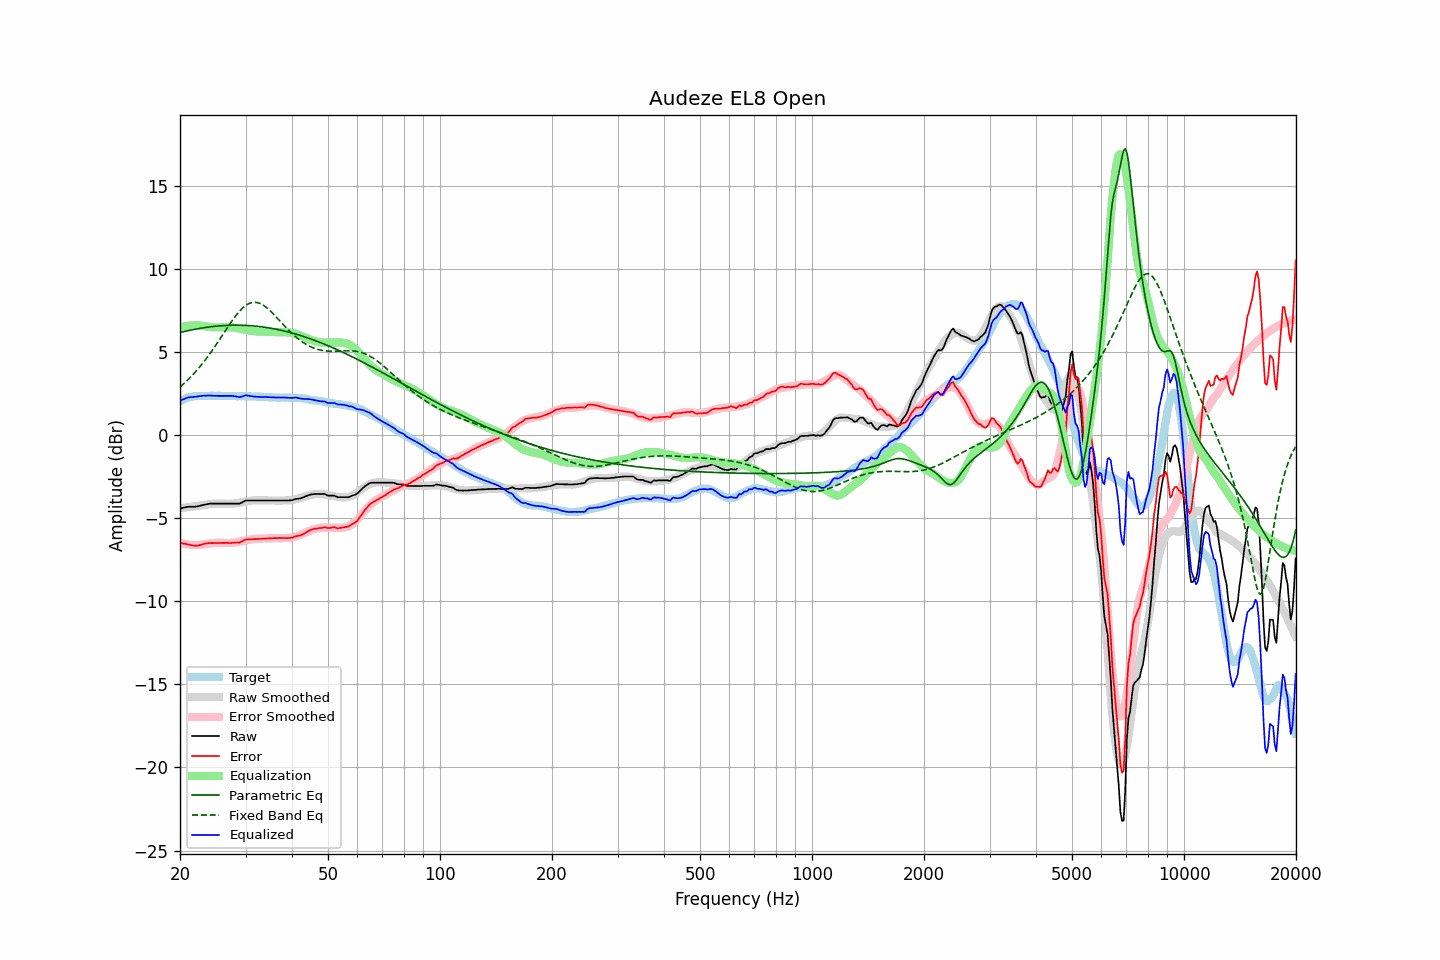 Audeze EL8 Open
Amplitude (dBr)
15
10
5
0
−5
−10
−15
−20
−25
Target
Raw Smoothed
Error Smoothed
Raw
Error
Equalization
Parametric Eq
Fixed Band Eq
Equalized
20 50 100 200 500 1000 2000 5000 10000 20000
Frequency (Hz)